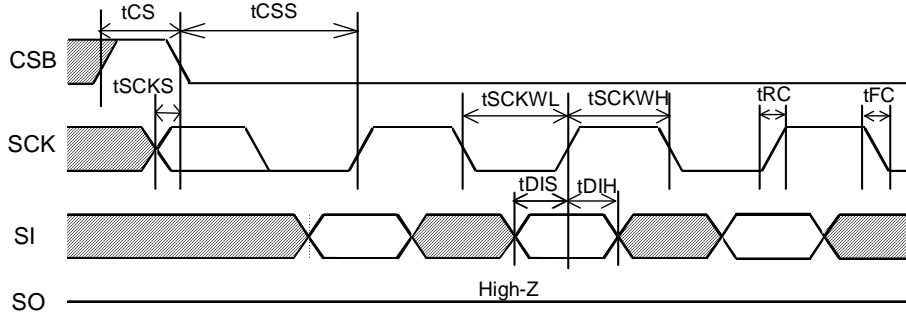 tCS tCSS
CSB
tSCKS tSCKWL tSCKWH tRC tFC
SCK
tDIS tDIH
SI
High-Z
SO